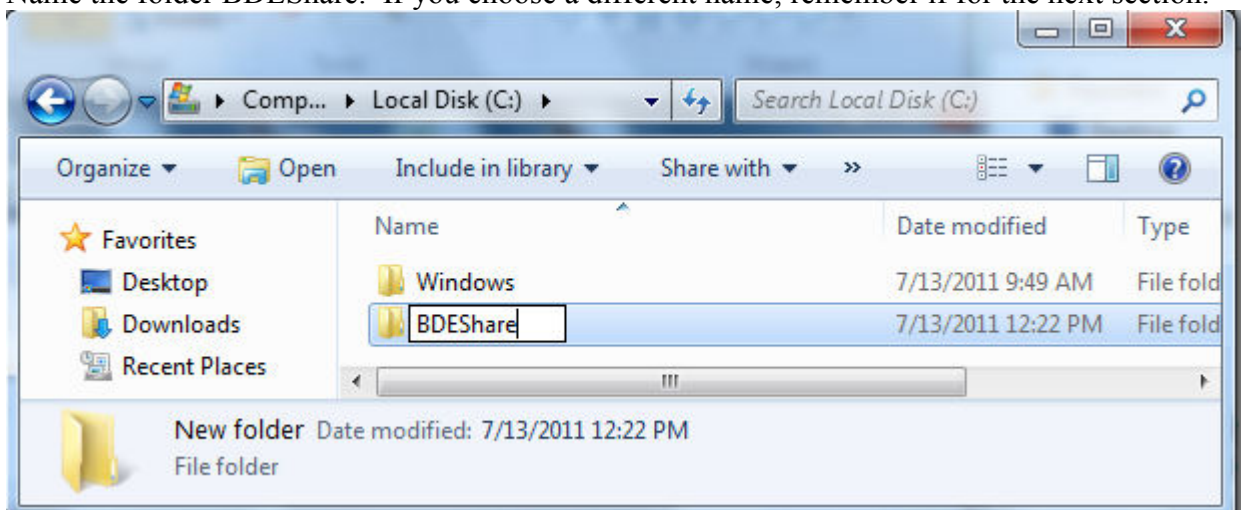 Name the folder BDEShare. If you choose a different name, remember if for the next section.
Comp... Local Disk (C:) Search Local Disk (C:)
Organize Open Include in library Share with »
Favorites
Desktop
Downloads
Recent Places
Name Date modified Type
Windows 7/13/2011 9:49 AM File fold
BDEShare 7/13/2011 12:22 PM File fold
New folder Date modified: 7/13/2011 12:22 PM
File folder